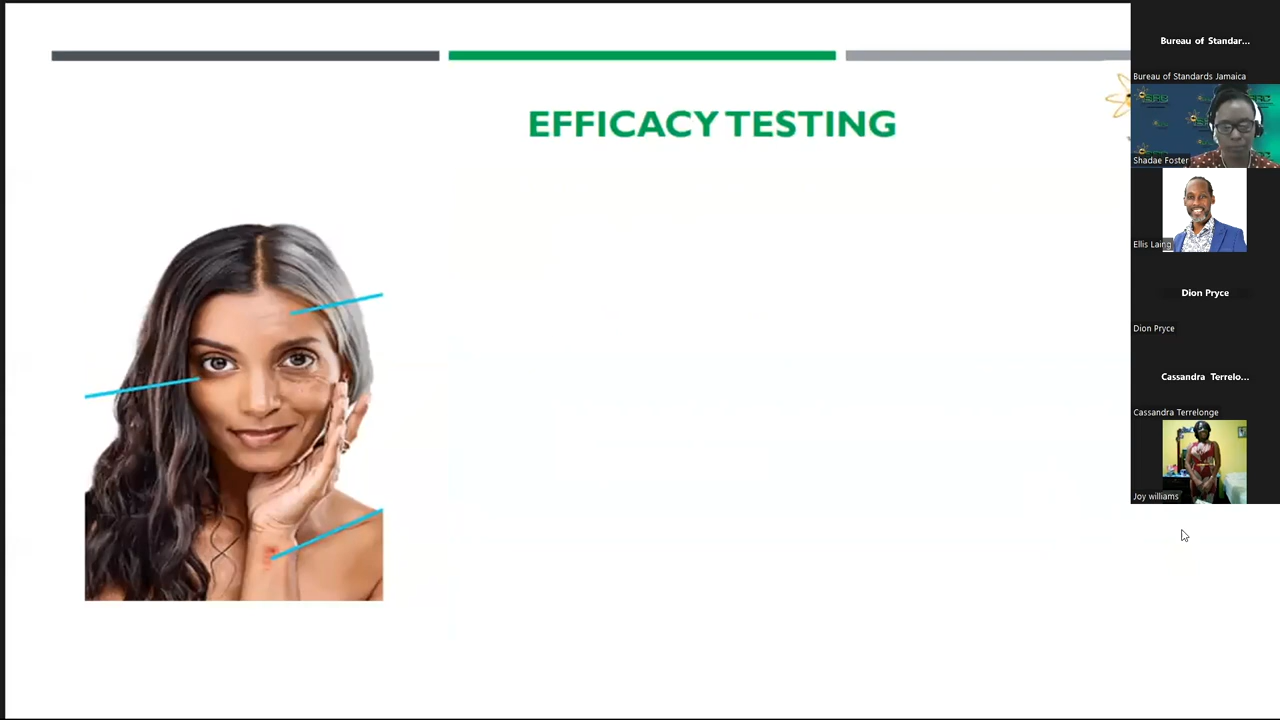 EFFICACY TESTING
Bureau of Standar...
Bureau of Standards Jamaica
Shadae Foster
Ellis Laing
Dion Pryce
Dion Pryce
Cassandra Terrelo...
Cassandra Terrelonge
Joy williams